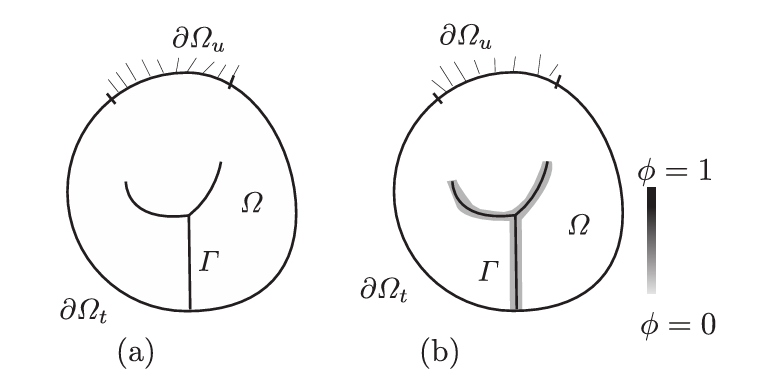 ∂Ω_u
Ω
Γ
∂Ω_t
(a)
∂Ω_u
ϕ = 1
Ω
Γ
∂Ω_t
ϕ = 0
(b)